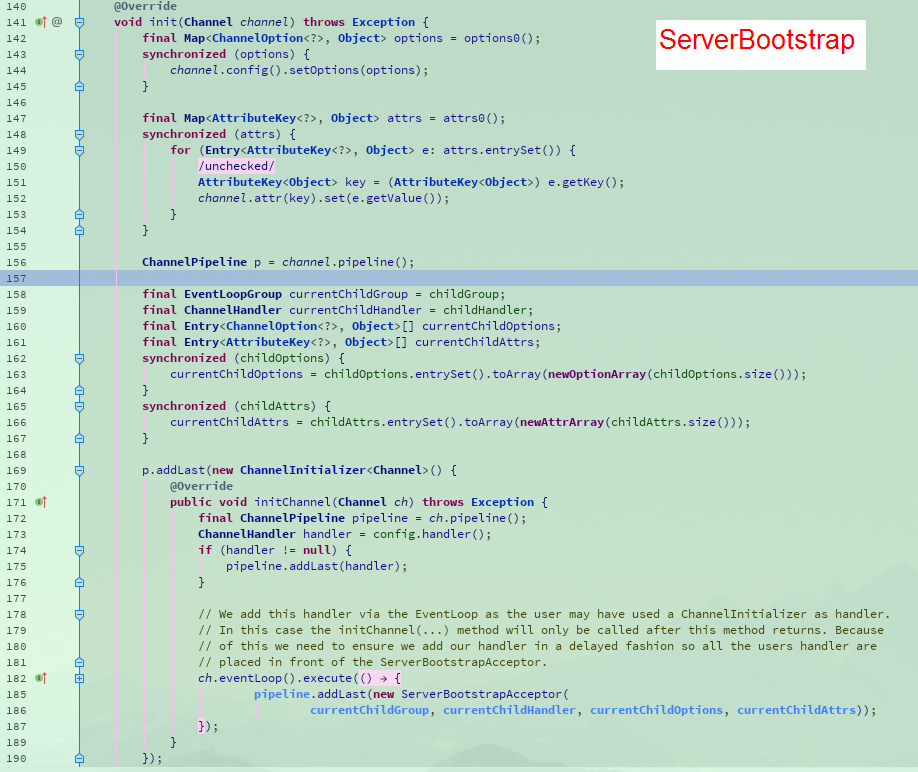 ServerBootstrap
140 @Override
141 @ void init(Channel channel) throws Exception {
142 final Map<ChannelOption<?>, Object> options = options0();
143 synchronized (options) {
144 channel.config().setOptions(options);
145 }
146
147 final Map<AttributeKey<?>, Object> attrs = attrs0();
148 synchronized (attrs) {
149 for (Entry<AttributeKey<?>, Object> e: attrs.entrySet()) {
150 /unchecked/
151 AttributeKey<Object> key = (AttributeKey<Object>) e.getKey();
152 channel.attr(key).set(e.getValue());
153 }
154 }
155
156 ChannelPipeline p = channel.pipeline();
157
158 final EventLoopGroup currentChildGroup = childGroup;
159 final ChannelHandler currentChildHandler = childHandler;
160 final Entry<ChannelOption<?>, Object>[] currentChildOptions;
161 final Entry<AttributeKey<?>, Object>[] currentChildAttrs;
162 synchronized (childOptions) {
163 currentChildOptions = childOptions.entrySet().toArray(newOptionArray(childOptions.size()));
164 }
165 synchronized (childAttrs) {
166 currentChildAttrs = childAttrs.entrySet().toArray(newAttrArray(childAttrs.size()));
167 }
168
169 p.addLast(new ChannelInitializer<Channel>() {
170 @Override
171 public void initChannel(Channel ch) throws Exception {
172 final ChannelPipeline pipeline = ch.pipeline();
173 ChannelHandler handler = config.handler();
174 if (handler != null) {
175 pipeline.addLast(handler);
176 }
177
178 // We add this handler via the EventLoop as the user may have used a ChannelInitializer as handler.
179 // In this case the initChannel(...) method will only be called after this method returns. Because
180 // of this we need to ensure we add our handler in a delayed fashion so all the users handler are
181 // placed in front of the ServerBootstrapAcceptor.
182 ch.eventLoop().execute(() → {
185 pipeline.addLast(new ServerBootstrapAcceptor(
186 currentChildGroup, currentChildHandler, currentChildOptions, currentChildAttrs));
187 });
189 }
190 });